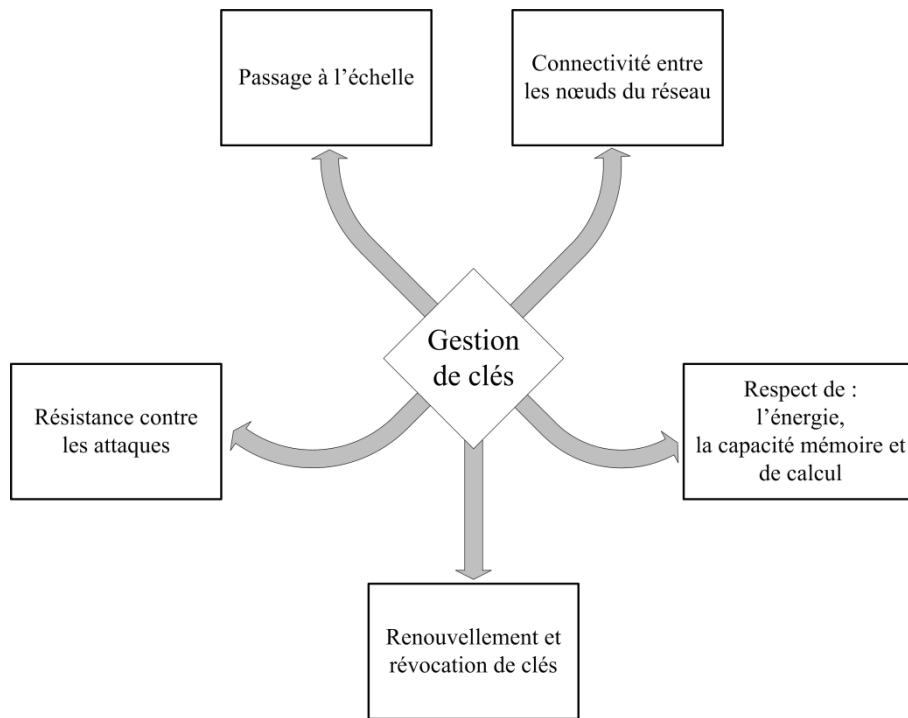 Passage à l’échelle
Connectivité entre
les nœuds du réseau
Gestion
de clés
Résistance contre
les attaques
Respect de :
l’énergie,
la capacité mémoire et
de calcul
Renouvellement et
révocation de clés